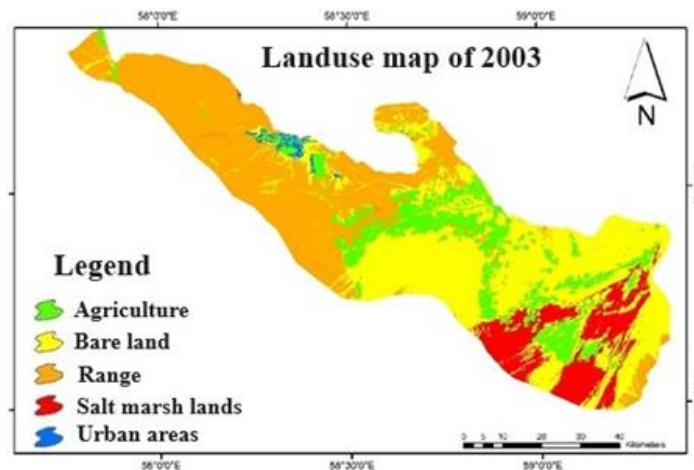 58°0'0"E 58°30'0"E 59°0'0"E
Landuse map of 2003
N
Legend
Agriculture
Bare land
Range
Salt marsh lands
Urban areas
0 5 10 20 30 40
Kilometers
58°0'0"E 58°30'0"E 59°0'0"E